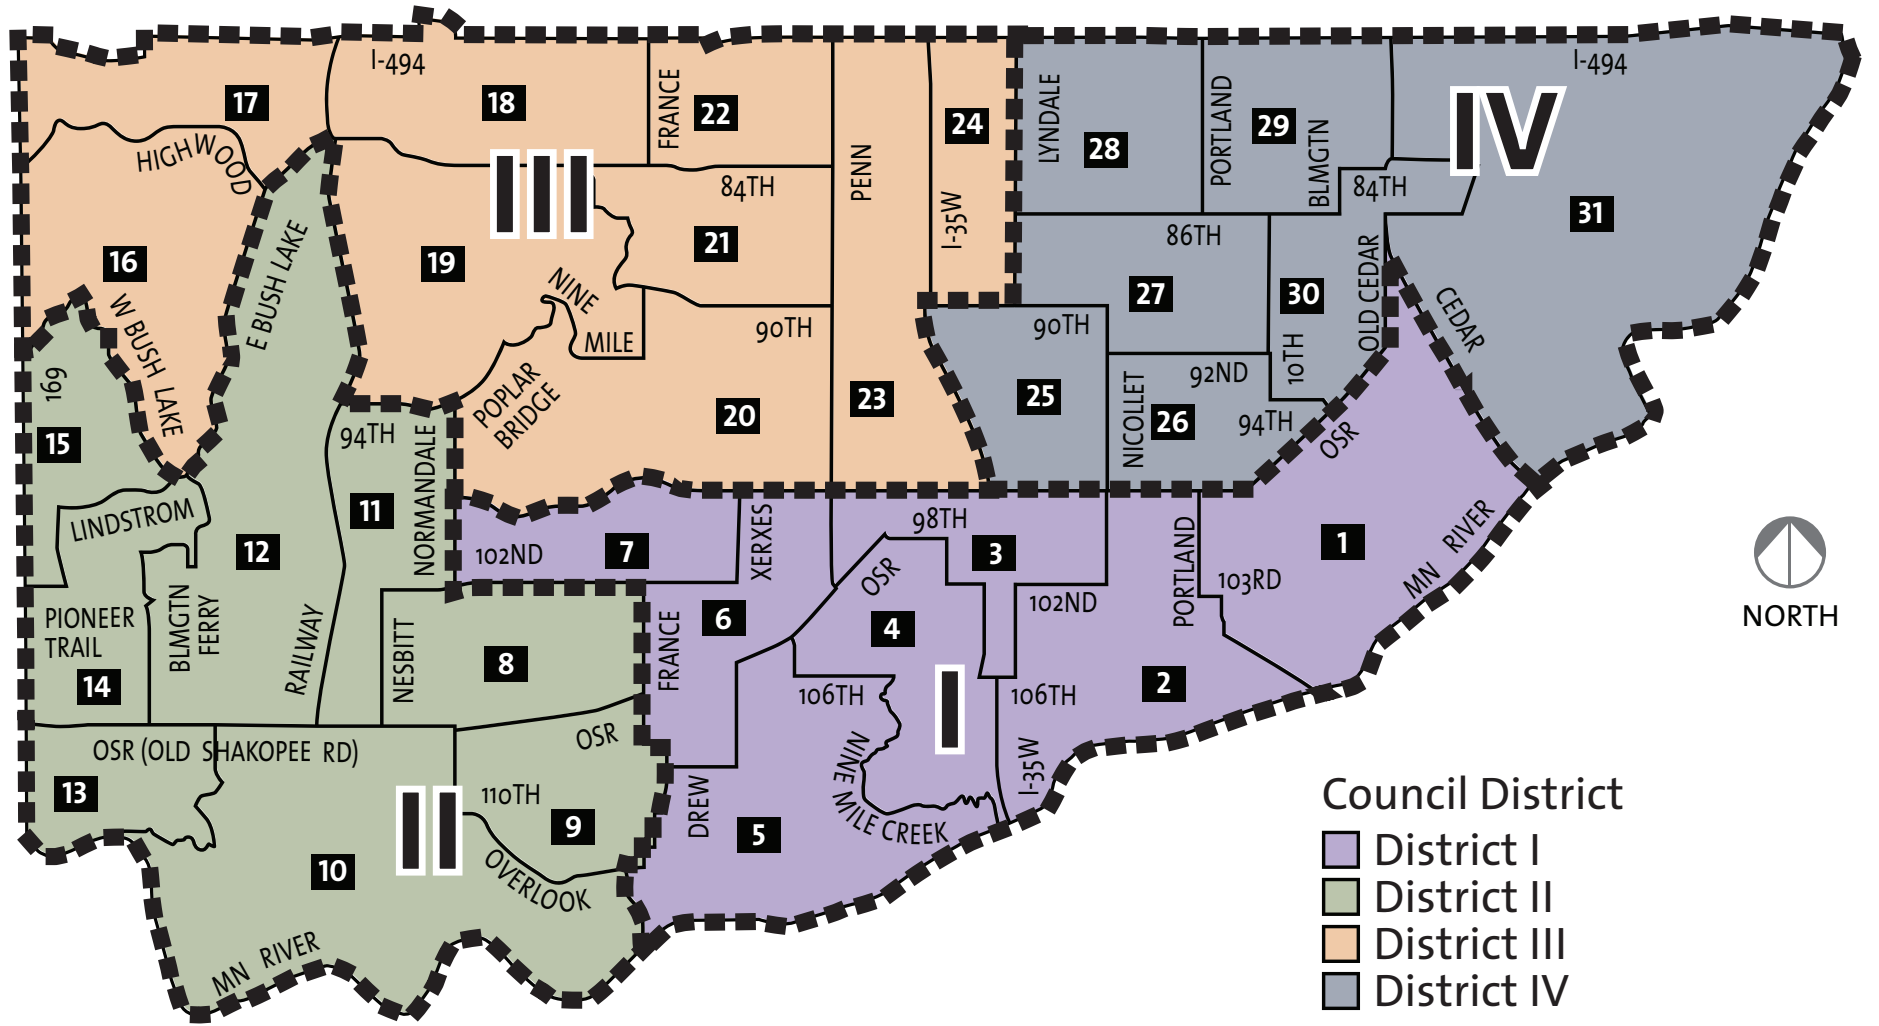 I-494
I-494
17
18
FRANCE
22
24
LYNDALE
28
PORTLAND
29
BLMGTN
IV
HIGHWOOD
III
84TH
PENN
I-35W
84TH
31
16
E BUSH LAKE
19
21
86TH
27
30
OLD CEDAR
CEDAR
W BUSH LAKE
NINE
MILE
90TH
90TH
10TH
169
15
POPLAR
BRIDGE
20
23
25
92ND
NICOLLET
26
94TH
OSR
94TH
NORMANDALE
LINDSTROM
11
12
102ND
7
XERXES
98TH
3
PORTLAND
1
RIVER
MN
103RD
NORTH
PIONEER
TRAIL
14
BLMGTN
FERRY
RAILWAY
NESBITT
8
FRANCE
6
OSR
4
102ND
2
106TH
I
106TH
OSR (OLD SHAKOPEE RD)
OSR
13
II
110TH
9
DREW
5
NINE MILE CREEK
I-35W
10
OVERLOOK
MN RIVER
Council District
District I
District II
District III
District IV